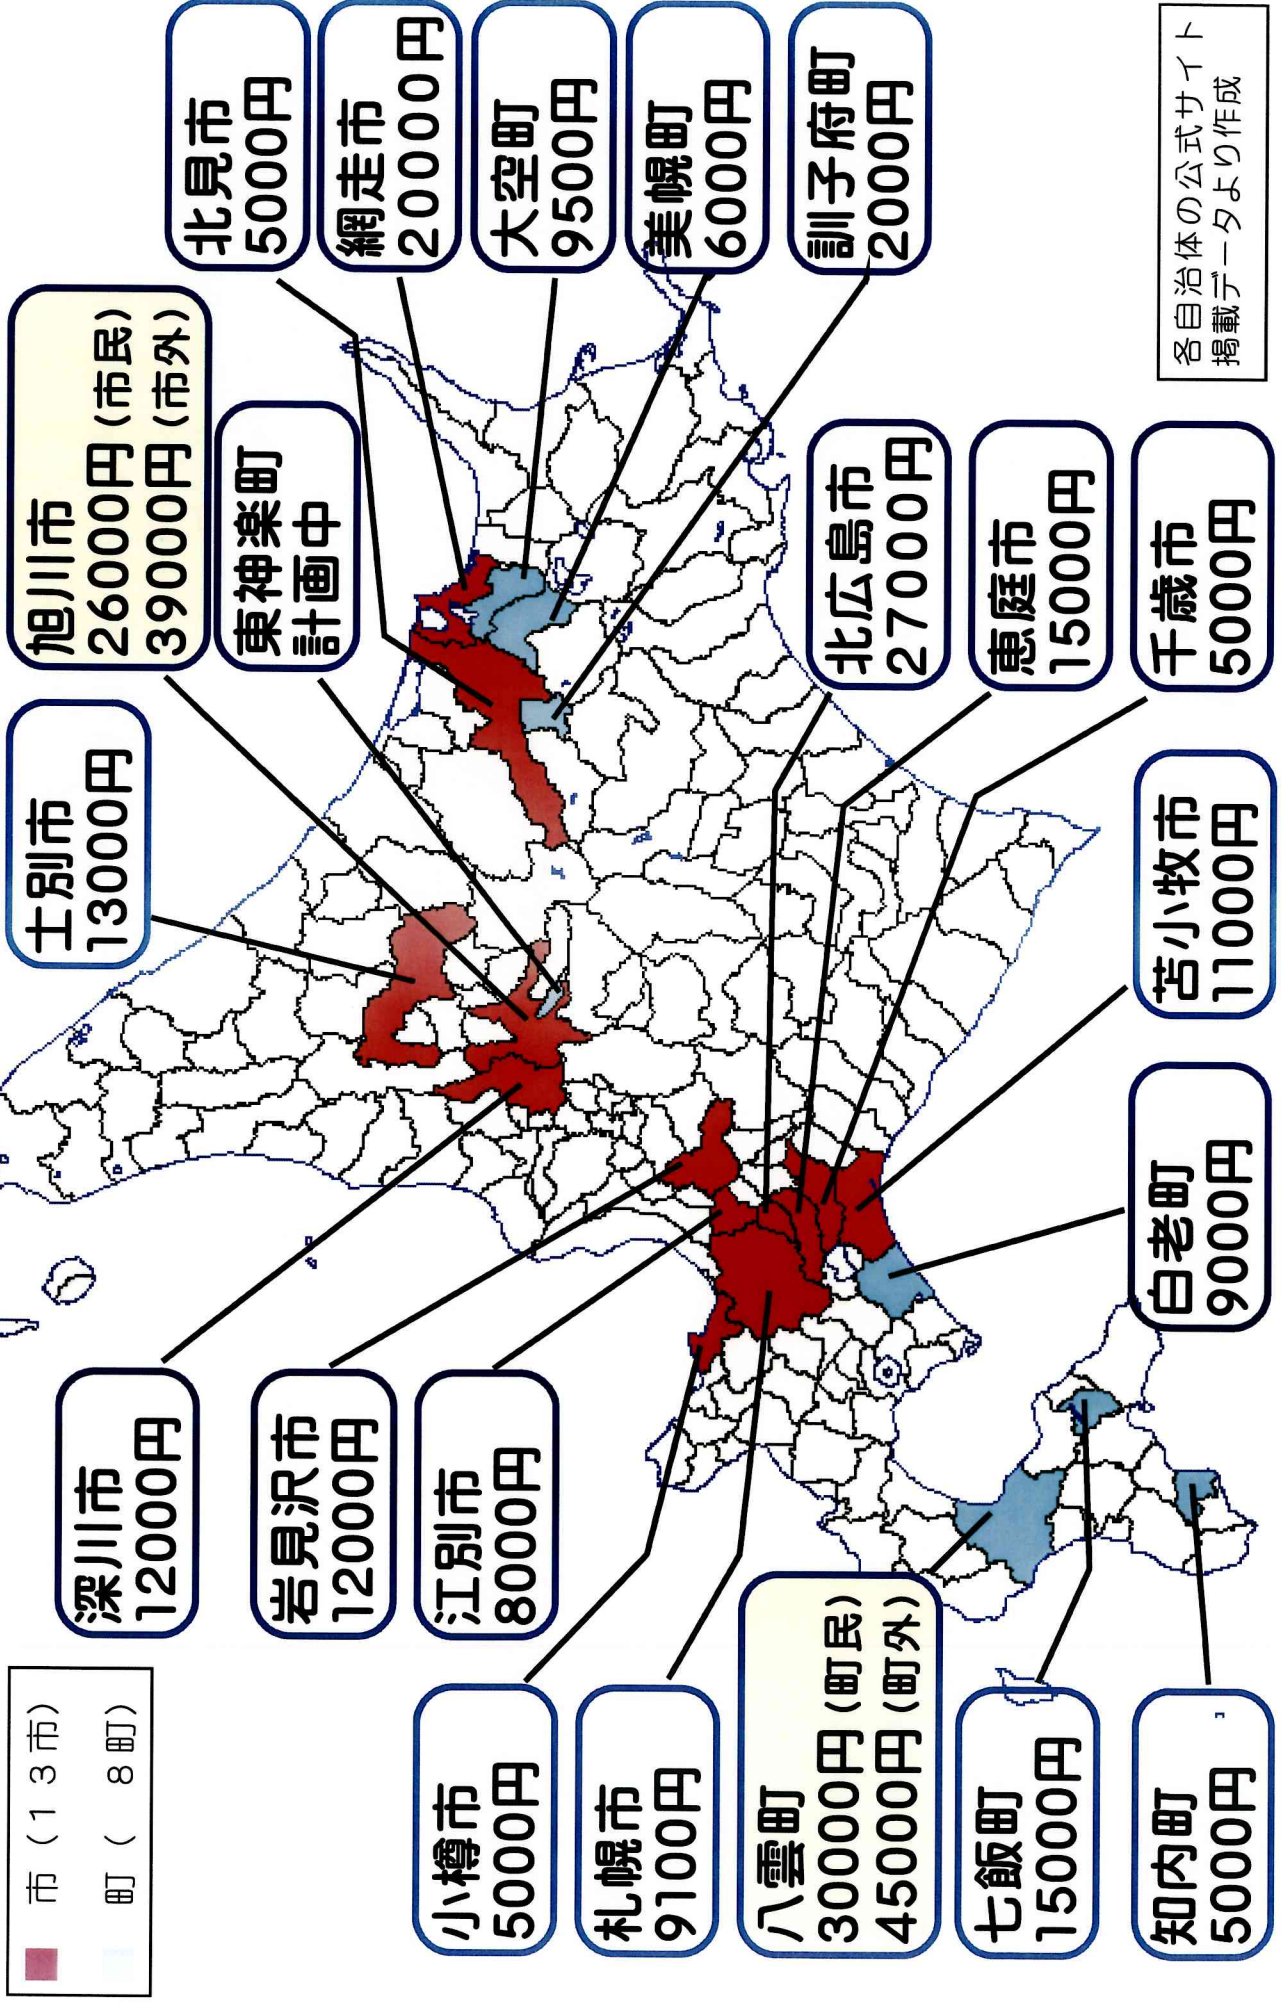 市（１３市）
町（　８町）
深川市
12000円
岩見沢市
12000円
江別市
8000円
小樽市
5000円
札幌市
9100円
八雲町
30000円（町民）
45000円（町外）
七飯町
15000円
知内町
5000円
士別市
13000円
旭川市
26000円（市民）
39000円（市外）
東神楽町
計画中
北見市
5000円
網走市
20000円
大空町
9500円
美幌町
6000円
訓子府町
2000円
北広島市
27000円
恵庭市
15000円
千歳市
5000円
苫小牧市
11000円
白老町
9000円
各自治体の公式サイト
掲載データより作成